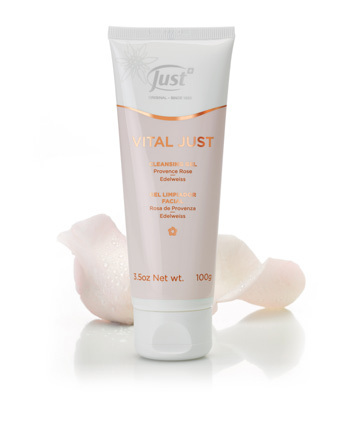 Just
VITAL JUST
CLEANSING GEL
Provence Rose
Edelweiss
GEL LIMPIADOR
FACIAL
Rosa de Provenza
Edelweiss
3.5oz Net wt. 100g